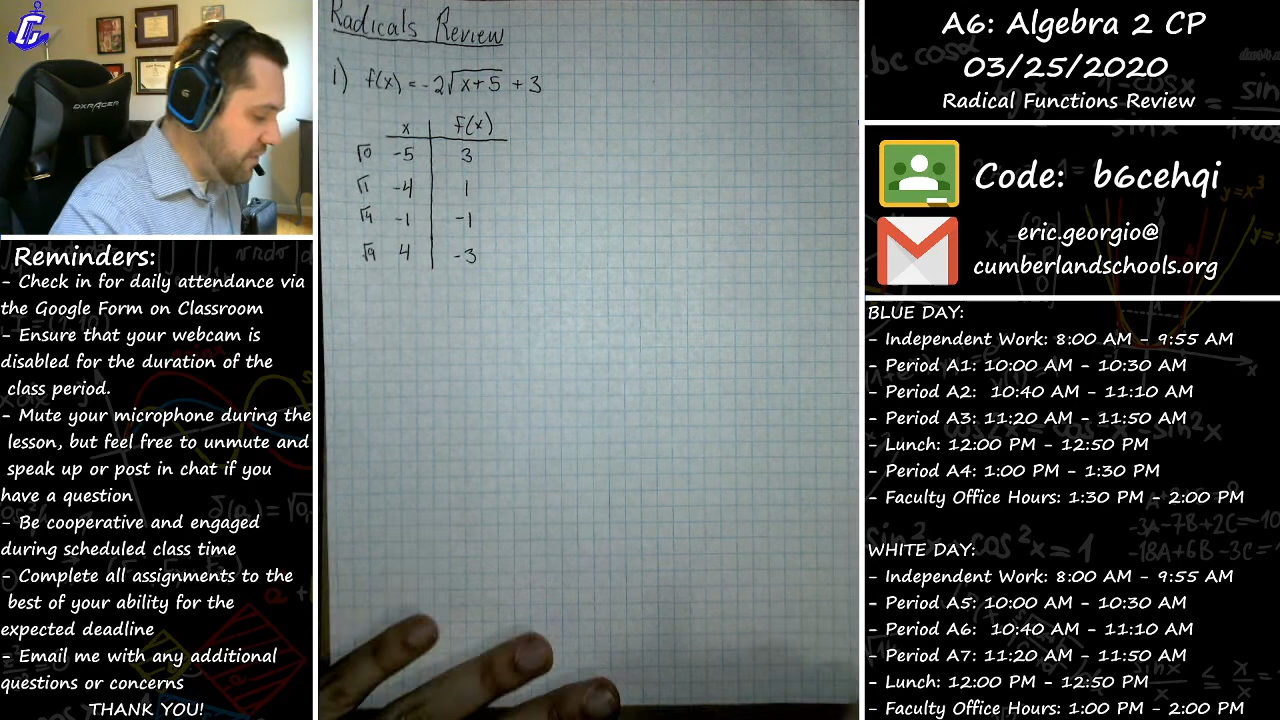 Radicals Review
1) f(x) = -2√x+5 + 3
x f(x)
√0 -5 3
√1 -4 1
√4 -1 -1
√9 4 -3
DXRACER
Reminders:
- Check in for daily attendance via
the Google Form on Classroom
- Ensure that your webcam is
disabled for the duration of the
class period.
- Mute your microphone during the
lesson, but feel free to unmute and
speak up or post in chat if you
have a question
- Be cooperative and engaged
during scheduled class time
- Complete all assignments to the
best of your ability for the
expected deadline
- Email me with any additional
questions or concerns
THANK YOU!
A6: Algebra 2 CP
03/25/2020
Radical Functions Review
Code: b6cehqi
eric.georgio@
cumberlandschools.org
BLUE DAY:
- Independent Work: 8:00 AM - 9:55 AM
- Period A1: 10:00 AM - 10:30 AM
- Period A2: 10:40 AM - 11:10 AM
- Period A3: 11:20 AM - 11:50 AM
- Lunch: 12:00 PM - 12:50 PM
- Period A4: 1:00 PM - 1:30 PM
- Faculty Office Hours: 1:30 PM - 2:00 PM
WHITE DAY:
- Independent Work: 8:00 AM - 9:55 AM
- Period A5: 10:00 AM - 10:30 AM
- Period A6: 10:40 AM - 11:10 AM
- Period A7: 11:20 AM - 11:50 AM
- Lunch: 12:00 PM - 12:50 PM
- Faculty Office Hours: 1:00 PM - 2:00 PM